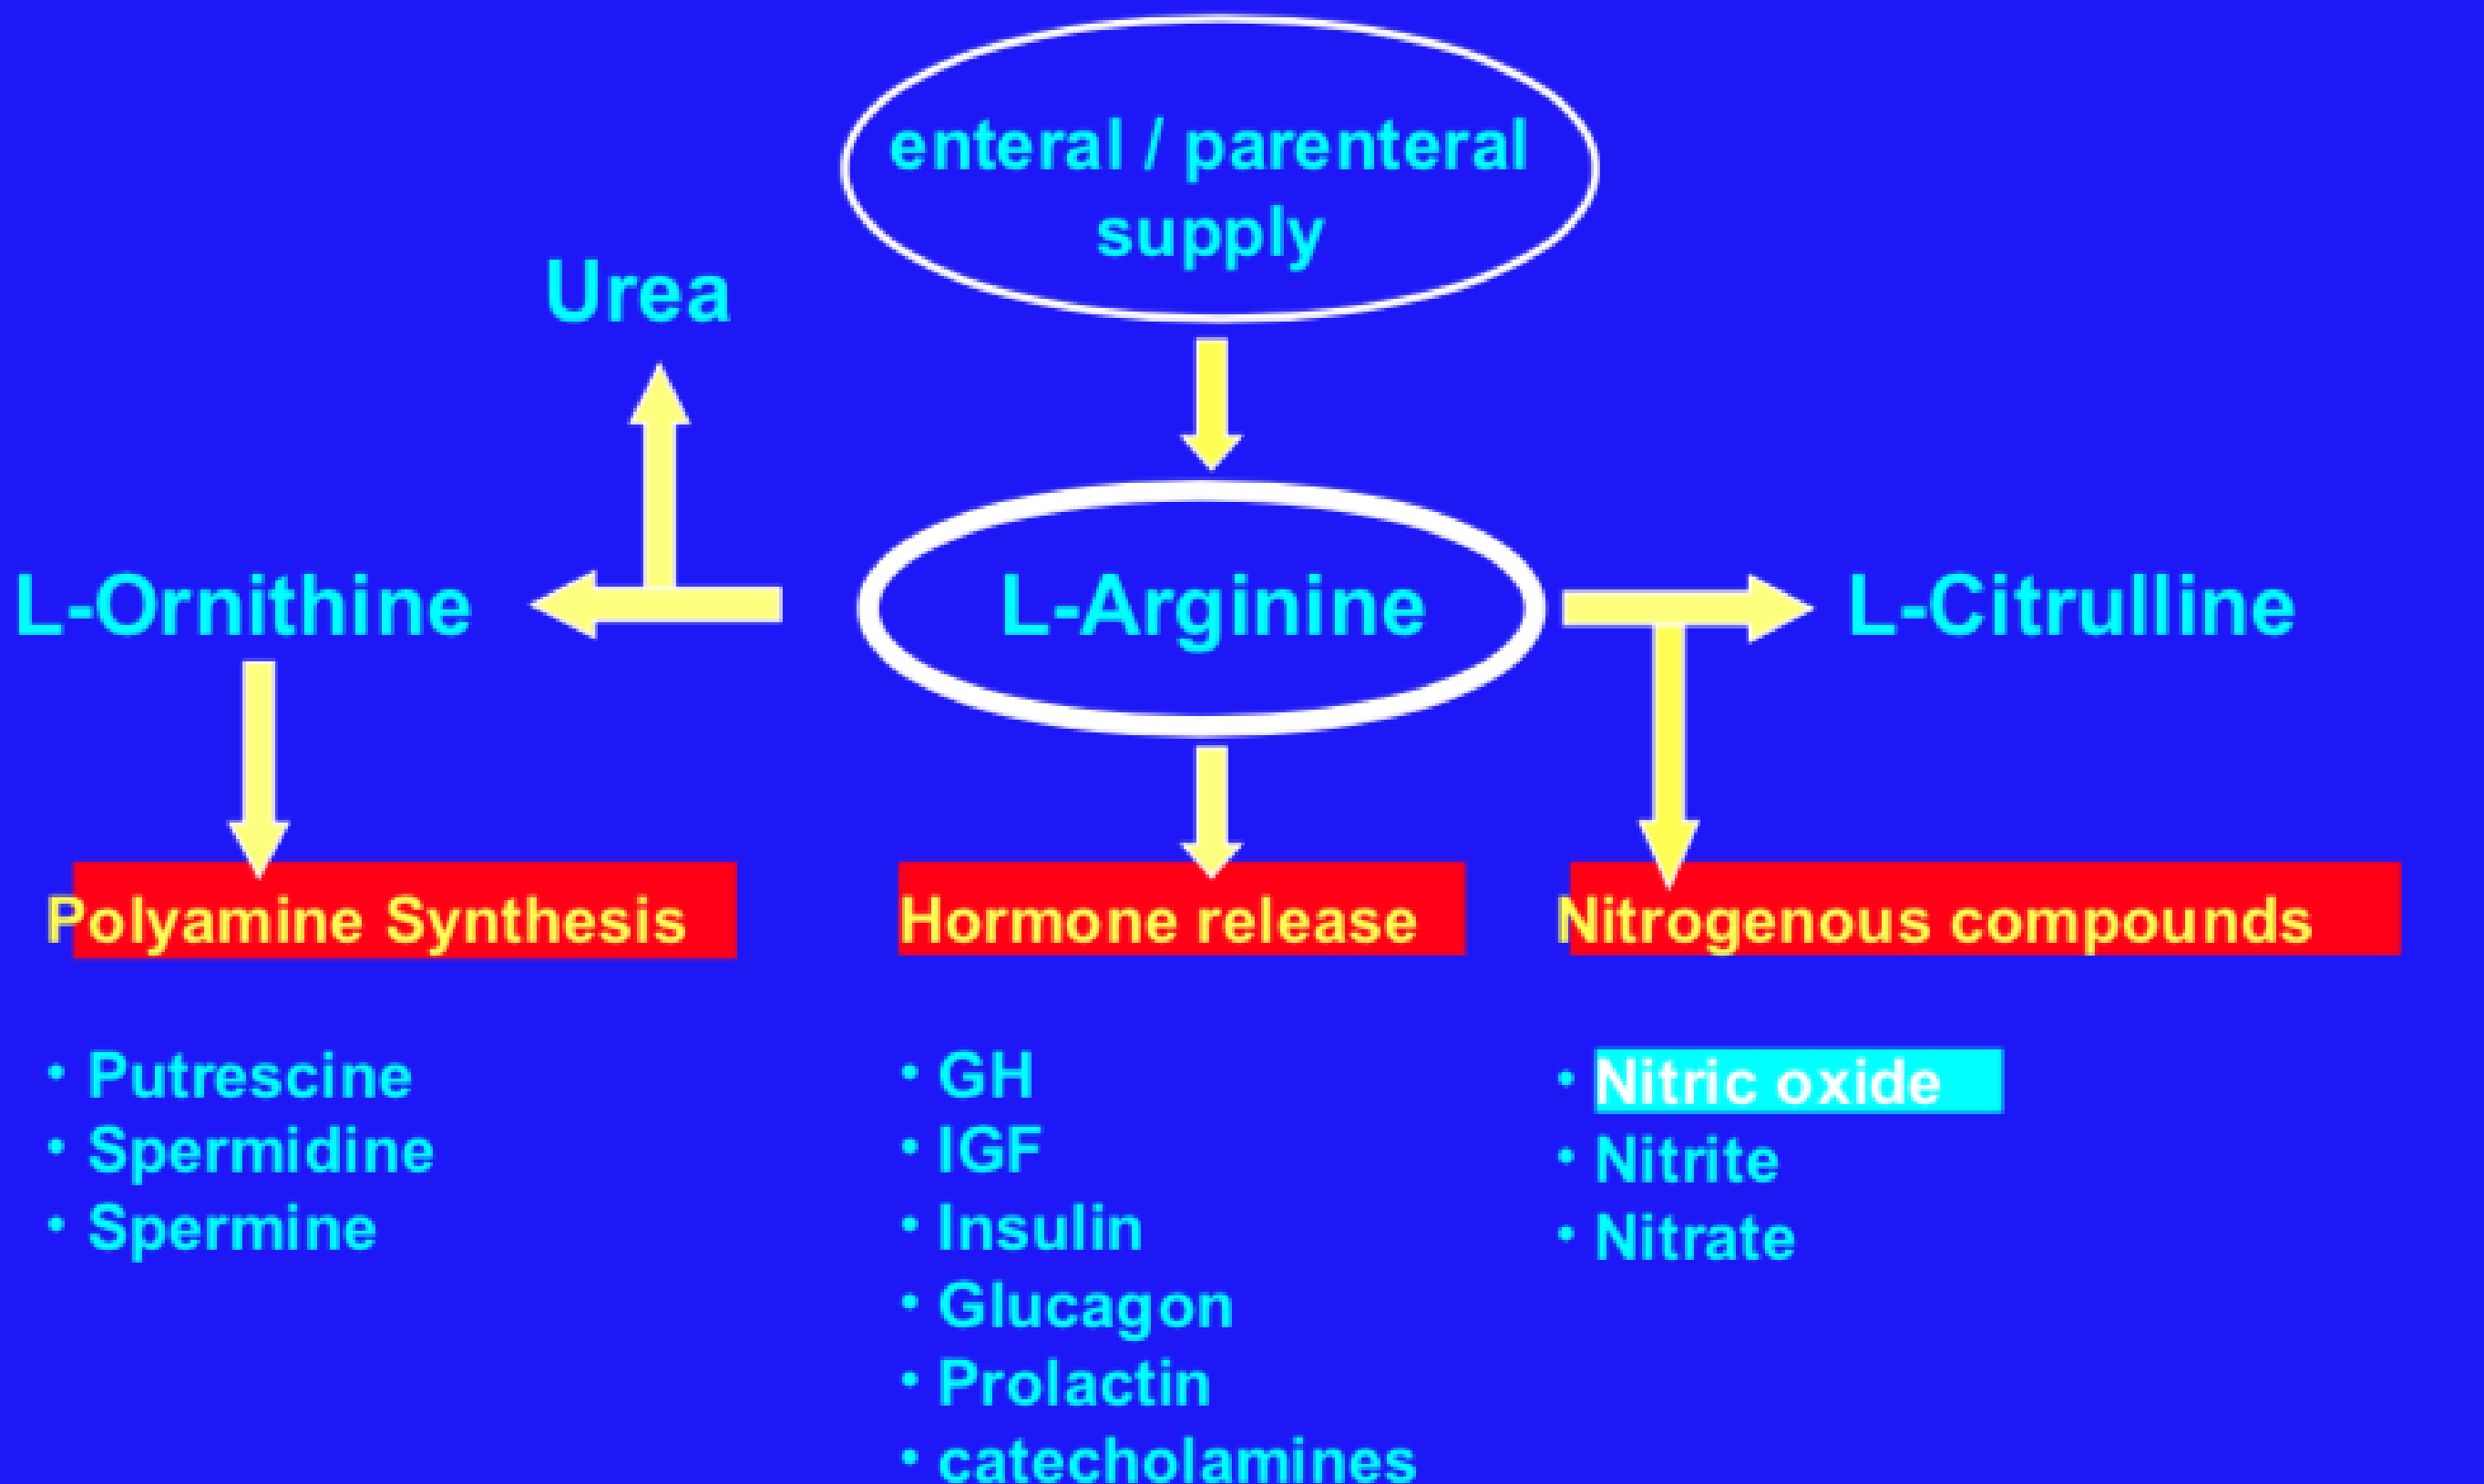 enteral / parenteral
supply
Urea
L-Ornithine
L-Arginine
L-Citrulline
Polyamine Synthesis
Hormone release
Nitrogenous compounds
• Putrescine
• Spermidine
• Spermine
• GH
• IGF
• Insulin
• Glucagon
• Prolactin
• catecholamines
• Nitric oxide
• Nitrite
• Nitrate